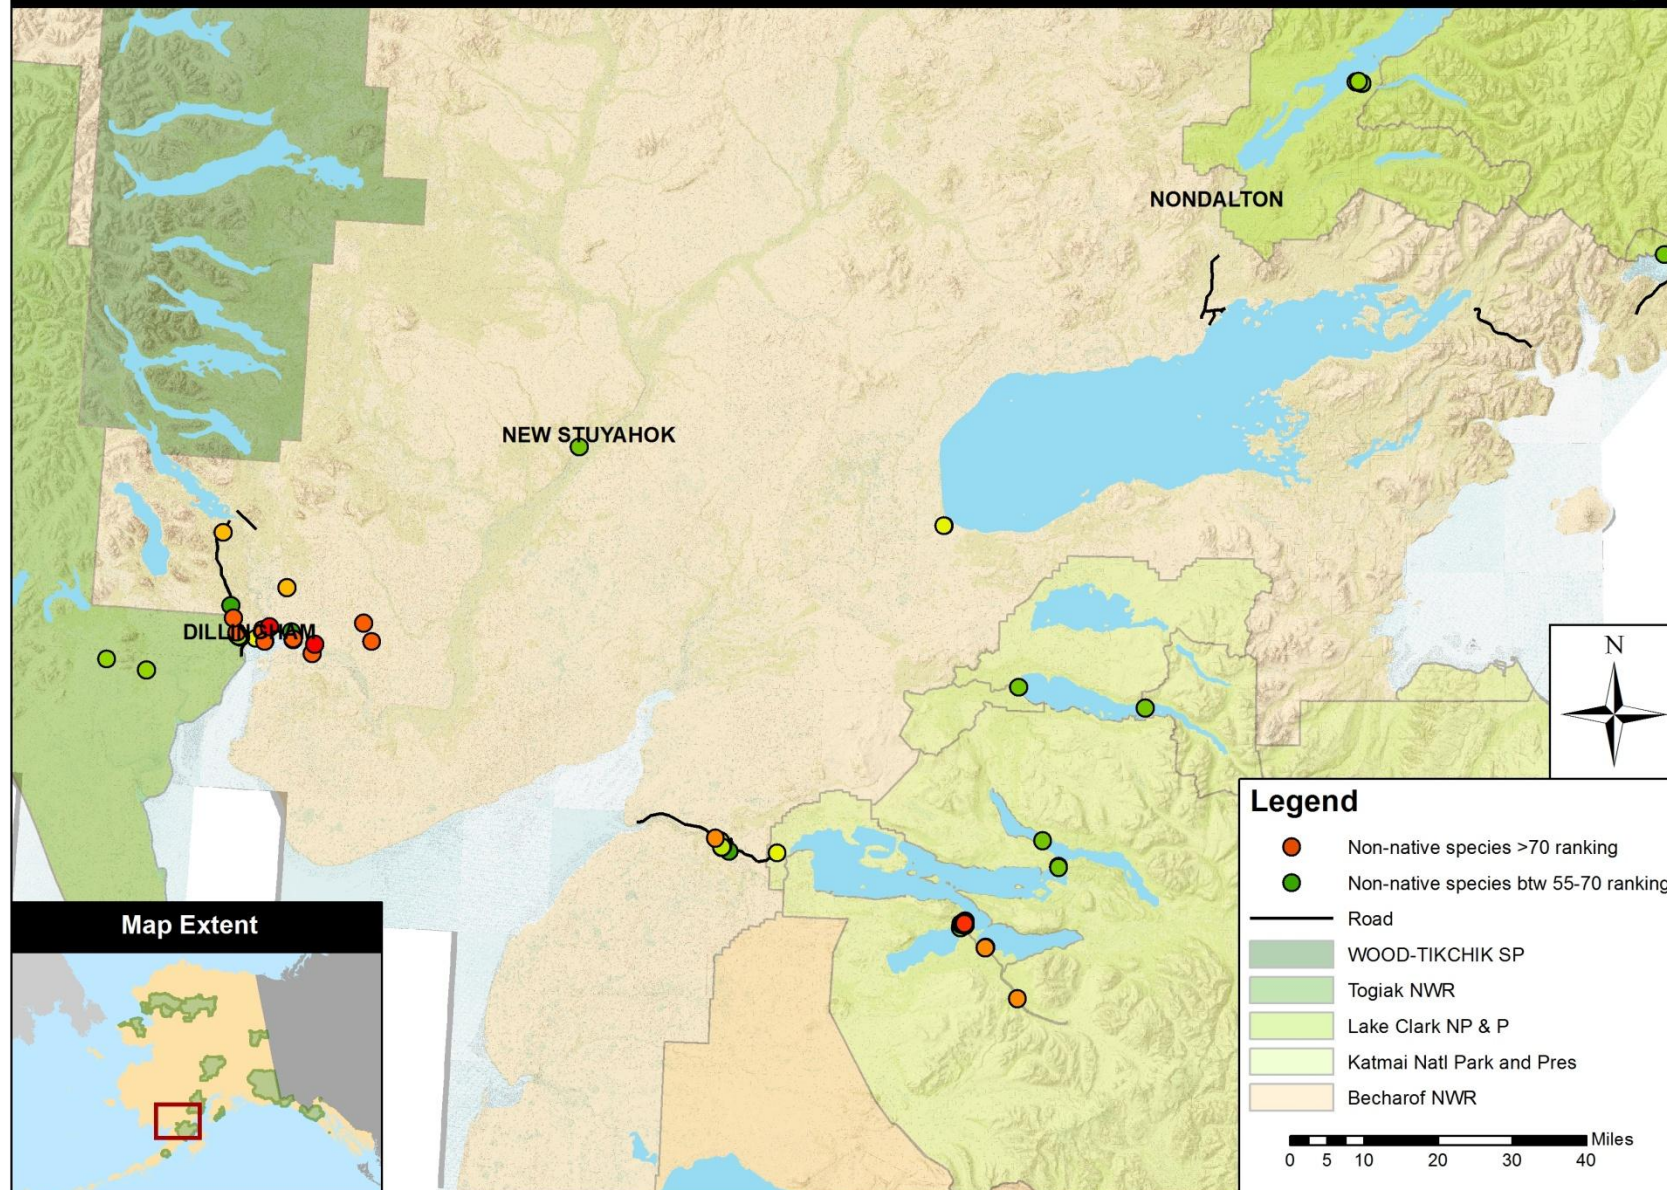 NONDALTON
NEW STUYAHOK
DILLINGHAM
N
Legend
Non-native species >70 ranking
Non-native species btw 55-70 ranking
Road
WOOD-TIKCHIK SP
Togiak NWR
Lake Clark NP & P
Katmai Natl Park and Pres
Becharof NWR
Miles
0 5 10 20 30 40
Map Extent